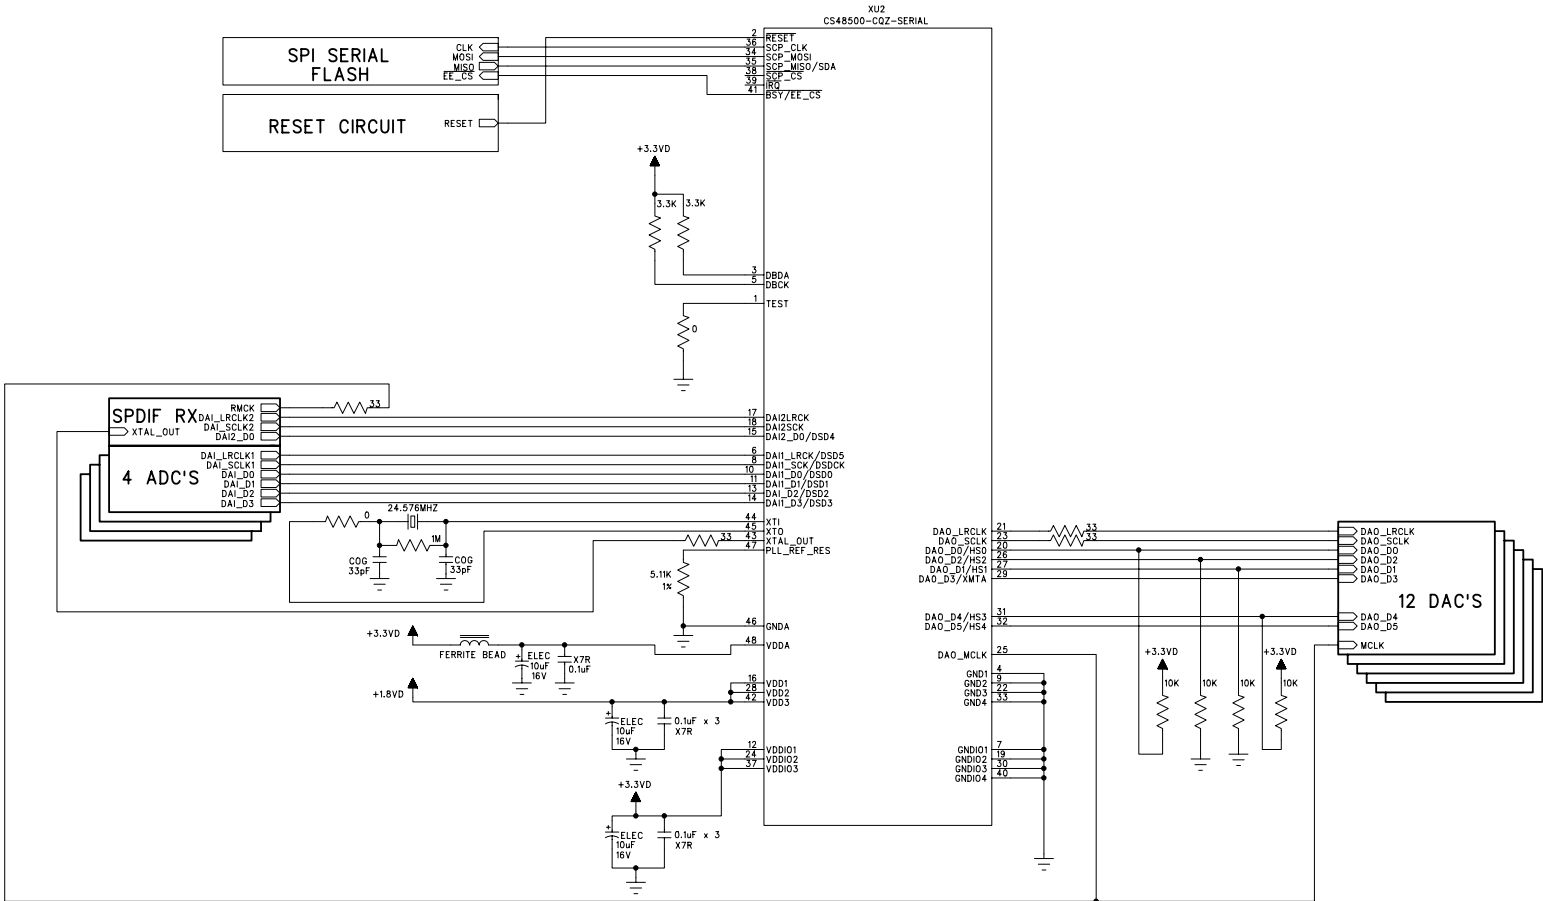 XU2
CS48500-CQZ-SERIAL
SPI SERIAL
FLASH
CLK
MOSI
MISO
EE_CS
RESET CIRCUIT
RESET
2
36
34
35
38
39
41
RESET
SCP_CLK
SCP_MOSI
SCP_MISO/SDA
SCP_CS
IRQ
BSY/EE_CS
+3.3VD
3.3K
3.3K
3
5
DBDA
DBCK
1
TEST
0
SPDIF RX
RMCK
DAI_LRCLK2
DAI_SCLK2
XTAL_OUT
DAI2_D0
33
17
18
15
DAI2LRCK
DAI2SCK
DAI2_D0/DSD4
4 ADC'S
DAI_LRCLK1
DAI_SCLK1
DAI_D0
DAI_D1
DAI_D2
DAI_D3
6
8
10
11
13
14
DAI1_LRCK/DSD5
DAI1_SCK/DSDCK
DAI1_D0/DSD0
DAI1_D1/DSD1
DAI_D2/DSD2
DAI1_D3/DSD3
24.576MHZ
0
1M
COG
33pF
COG
33pF
33
44
45
43
47
XTI
XTO
XTAL_OUT
PLL_REF_RES
5.11K
1%
46
GNDA
48
VDDA
+3.3VD
FERRITE BEAD
ELEC
10uF
16V
X7R
0.1uF
+1.8VD
16
28
42
VDD1
VDD2
VDD3
ELEC
10uF
16V
0.1uF x 3
X7R
12
24
37
VDDIO1
VDDIO2
VDDIO3
+3.3VD
ELEC
10uF
16V
0.1uF x 3
X7R
DAO_LRCLK
DAO_SCLK
DAO_D0/HS0
DAO_D2/HS2
DAO_D1/HS1
DAO_D3/XMTA
21
23
20
26
27
29
33
33
DAO_D4/HS3
DAO_D5/HS4
31
32
DAO_MCLK
25
GND1
GND2
GND3
GND4
4
9
22
33
GNDIO1
GNDIO2
GNDIO3
GNDIO4
7
19
30
40
+3.3VD
10K
10K
10K
+3.3VD
10K
DAO_LRCLK
DAO_SCLK
DAO_D0
DAO_D2
DAO_D1
DAO_D3
12 DAC'S
DAO_D4
DAO_D5
MCLK